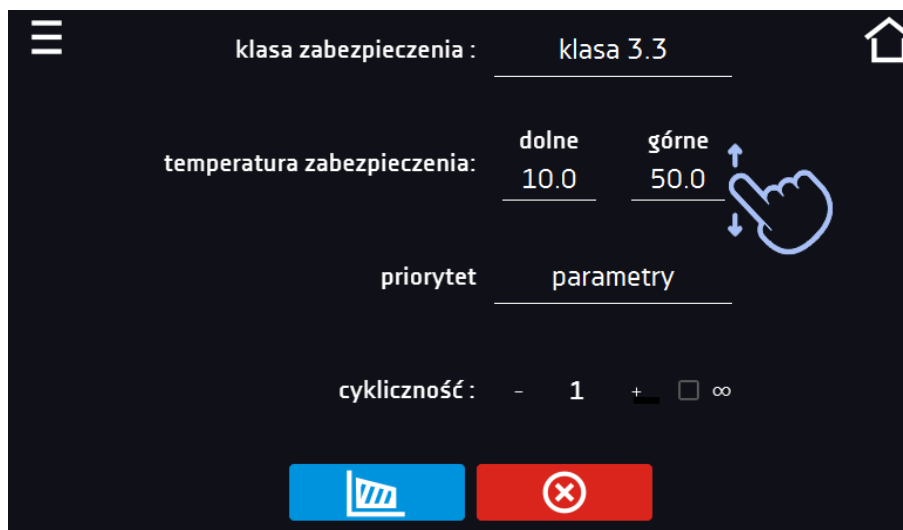 klasa zabezpieczenia : klasa 3.3
dolne górne
temperatura zabezpieczenia: 10.0 50.0
priorytet parametry
cykliczność : - 1 + ∞